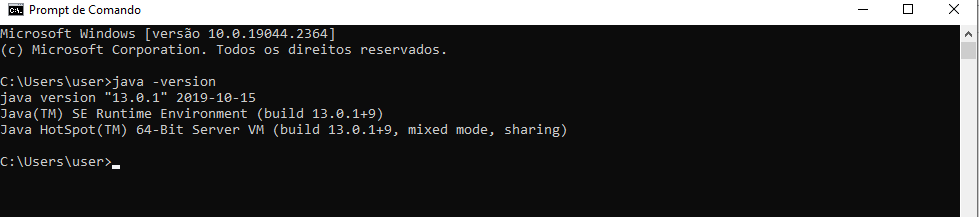 Prompt de Comando
Microsoft Windows [versão 10.0.19044.2364]
(c) Microsoft Corporation. Todos os direitos reservados.
C:\Users\user>java -version
java version "13.0.1" 2019-10-15
Java(TM) SE Runtime Environment (build 13.0.1+9)
Java HotSpot(TM) 64-Bit Server VM (build 13.0.1+9, mixed mode, sharing)
C:\Users\user>